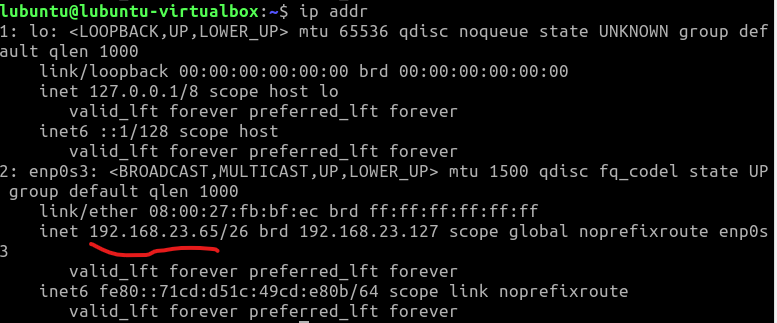 lubuntu@lubuntu-virtualbox:~$ ip addr
1: lo: <LOOPBACK,UP,LOWER_UP> mtu 65536 qdisc noqueue state UNKNOWN group def
ault qlen 1000
    link/loopback 00:00:00:00:00:00 brd 00:00:00:00:00:00
    inet 127.0.0.1/8 scope host lo
       valid_lft forever preferred_lft forever
    inet6 ::1/128 scope host
       valid_lft forever preferred_lft forever
2: enp0s3: <BROADCAST,MULTICAST,UP,LOWER_UP> mtu 1500 qdisc fq_codel state UP
 group default qlen 1000
    link/ether 08:00:27:fb:bf:ec brd ff:ff:ff:ff:ff:ff
    inet 192.168.23.65/26 brd 192.168.23.127 scope global noprefixroute enp0s
3
       valid_lft forever preferred_lft forever
    inet6 fe80::71cd:d51c:49cd:e80b/64 scope link noprefixroute
       valid_lft forever preferred_lft forever